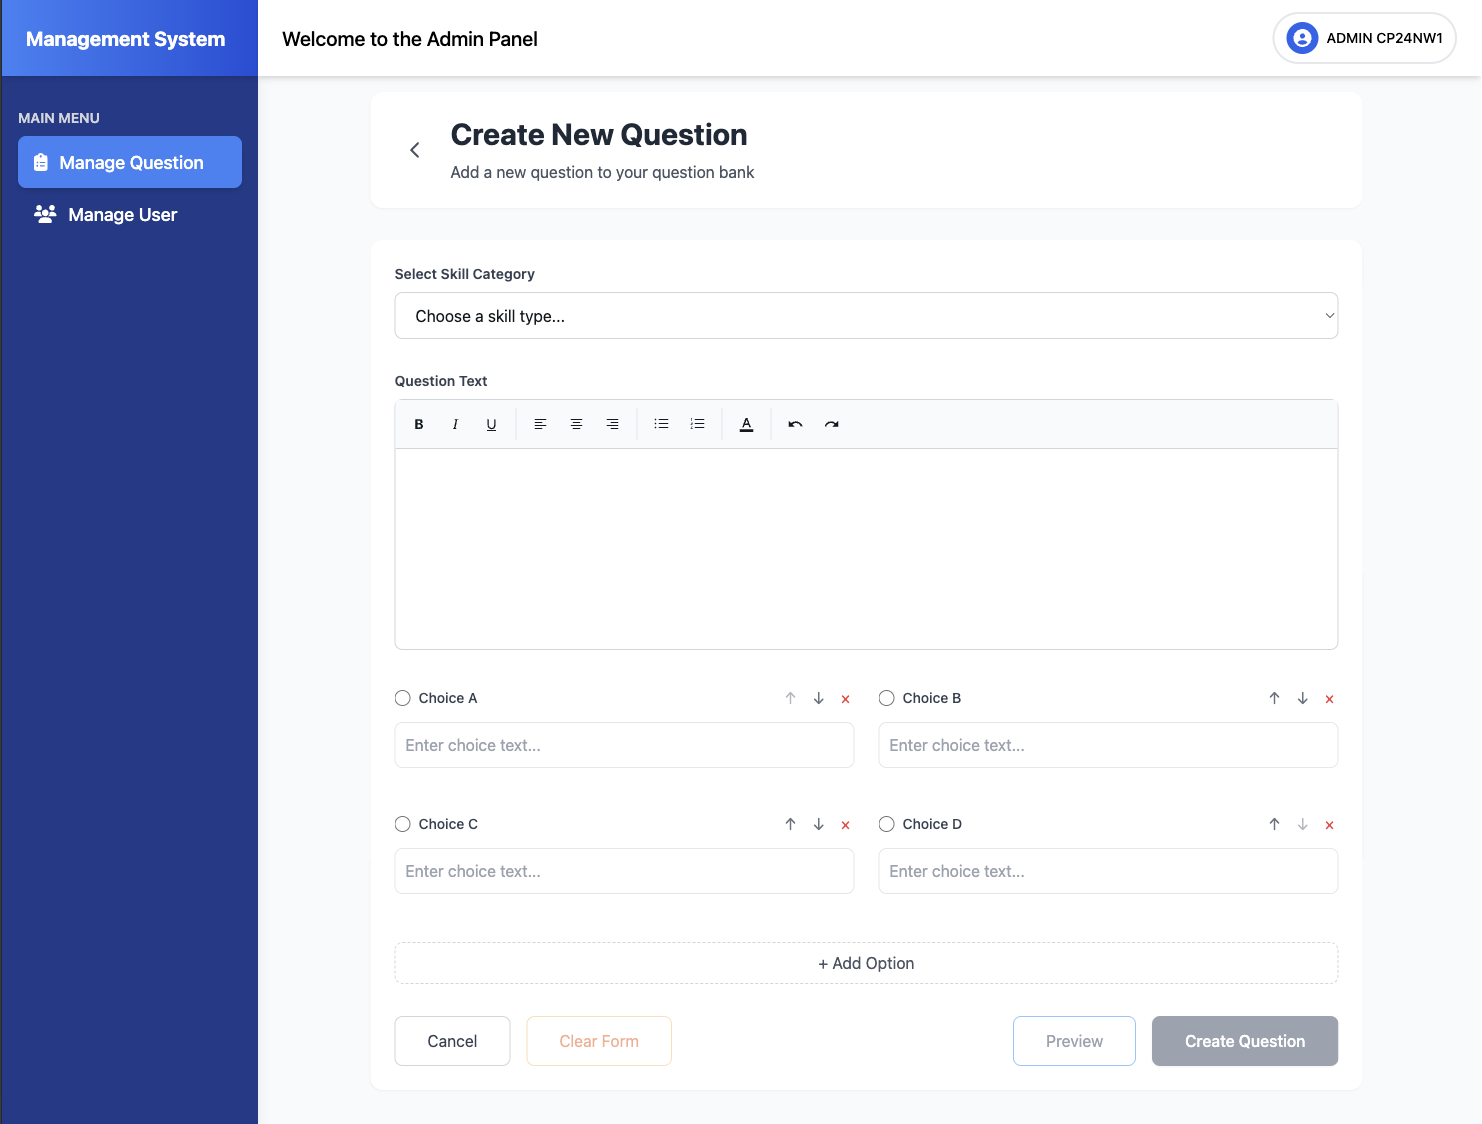 Management System
Welcome to the Admin Panel
ADMIN CP24NW1
MAIN MENU
Manage Question
Manage User
Create New Question
Add a new question to your question bank
Select Skill Category
Choose a skill type...
Question Text
B I U A
Choice A
Enter choice text...
Choice B
Enter choice text...
Choice C
Enter choice text...
Choice D
Enter choice text...
+ Add Option
Cancel
Clear Form
Preview
Create Question